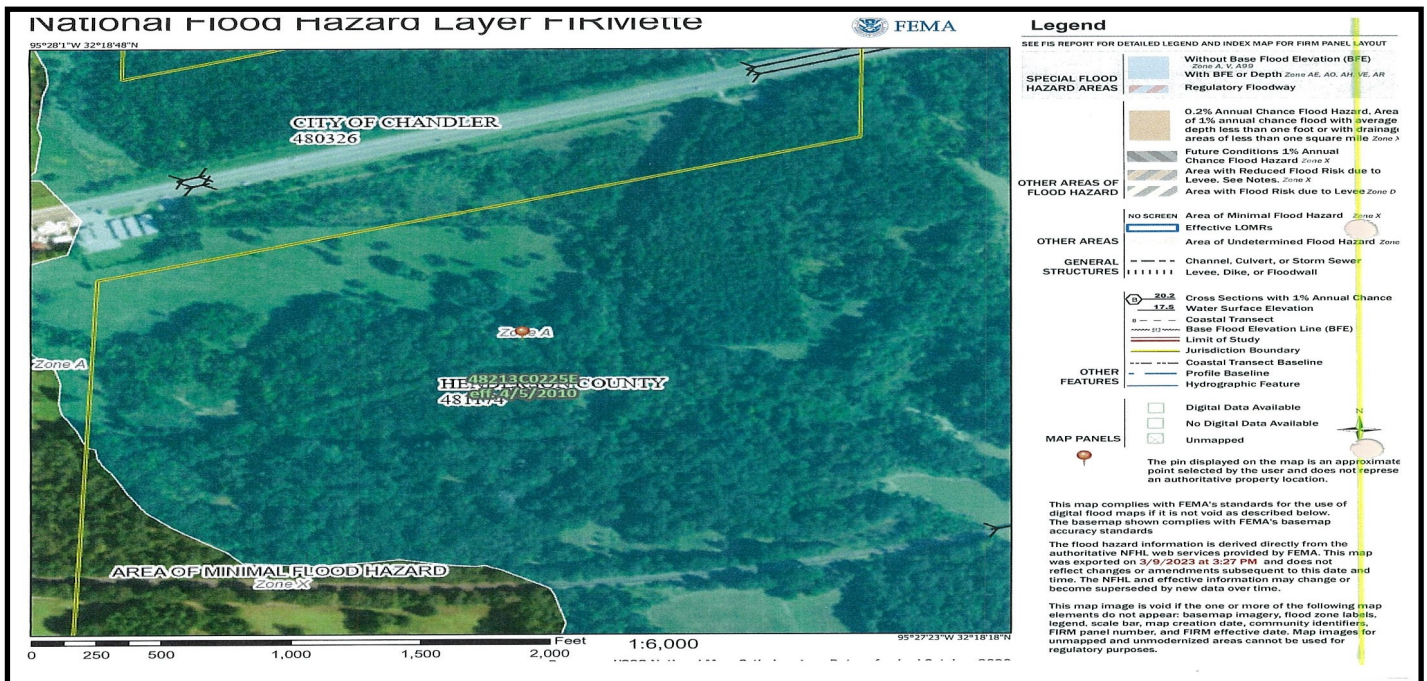 National Flood Hazard Layer FIRMette
FEMA
95°28'1"W 32°18'48"N
CITY OF CHANDLER
480326
Zone A
Zone A
48213C0225E
COUNTY
eff. 4/5/2010
AREA OF MINIMAL FLOOD HAZARD
Zone X
95°27'23"W 32°18'18"N
Feet
1:6,000
0 250 500 1,000 1,500 2,000
Legend
SEE FIS REPORT FOR DETAILED LEGEND AND INDEX MAP FOR FIRM PANEL LAYOUT
SPECIAL FLOOD
HAZARD AREAS
Without Base Flood Elevation (BFE)
Zone A, V, A99
With BFE or Depth Zone AE, AO, AH, VE, AR
Regulatory Floodway
OTHER AREAS OF
FLOOD HAZARD
0.2% Annual Chance Flood Hazard, Area
of 1% annual chance flood with average
depth less than one foot or with drainage
areas of less than one square mile Zone X
Future Conditions 1% Annual
Chance Flood Hazard Zone X
Area with Reduced Flood Risk due to
Levee. See Notes. Zone X
Area with Flood Risk due to Levee Zone D
OTHER AREAS
NO SCREEN Area of Minimal Flood Hazard Zone X
Effective LOMRs
Area of Undetermined Flood Hazard Zone
GENERAL
STRUCTURES
Channel, Culvert, or Storm Sewer
Levee, Dike, or Floodwall
OTHER
FEATURES
B 20.2 Cross Sections with 1% Annual Chance
17.5 Water Surface Elevation
8 Coastal Transect
513 Base Flood Elevation Line (BFE)
Limit of Study
Jurisdiction Boundary
Coastal Transect Baseline
Profile Baseline
Hydrographic Feature
MAP PANELS
Digital Data Available
No Digital Data Available
Unmapped
N
The pin displayed on the map is an approximate
point selected by the user and does not represe
an authoritative property location.
This map complies with FEMA's standards for the use of
digital flood maps if it is not void as described below.
The basemap shown complies with FEMA's basemap
accuracy standards
The flood hazard information is derived directly from the
authoritative NFHL web services provided by FEMA. This map
was exported on 3/9/2023 at 3:27 PM and does not
reflect changes or amendments subsequent to this date and
time. The NFHL and effective information may change or
become superseded by new data over time.
This map image is void if the one or more of the following map
elements do not appear: basemap imagery, flood zone labels,
legend, scale bar, map creation date, community identifiers,
FIRM panel number, and FIRM effective date. Map images for
unmapped and unmodernized areas cannot be used for
regulatory purposes.